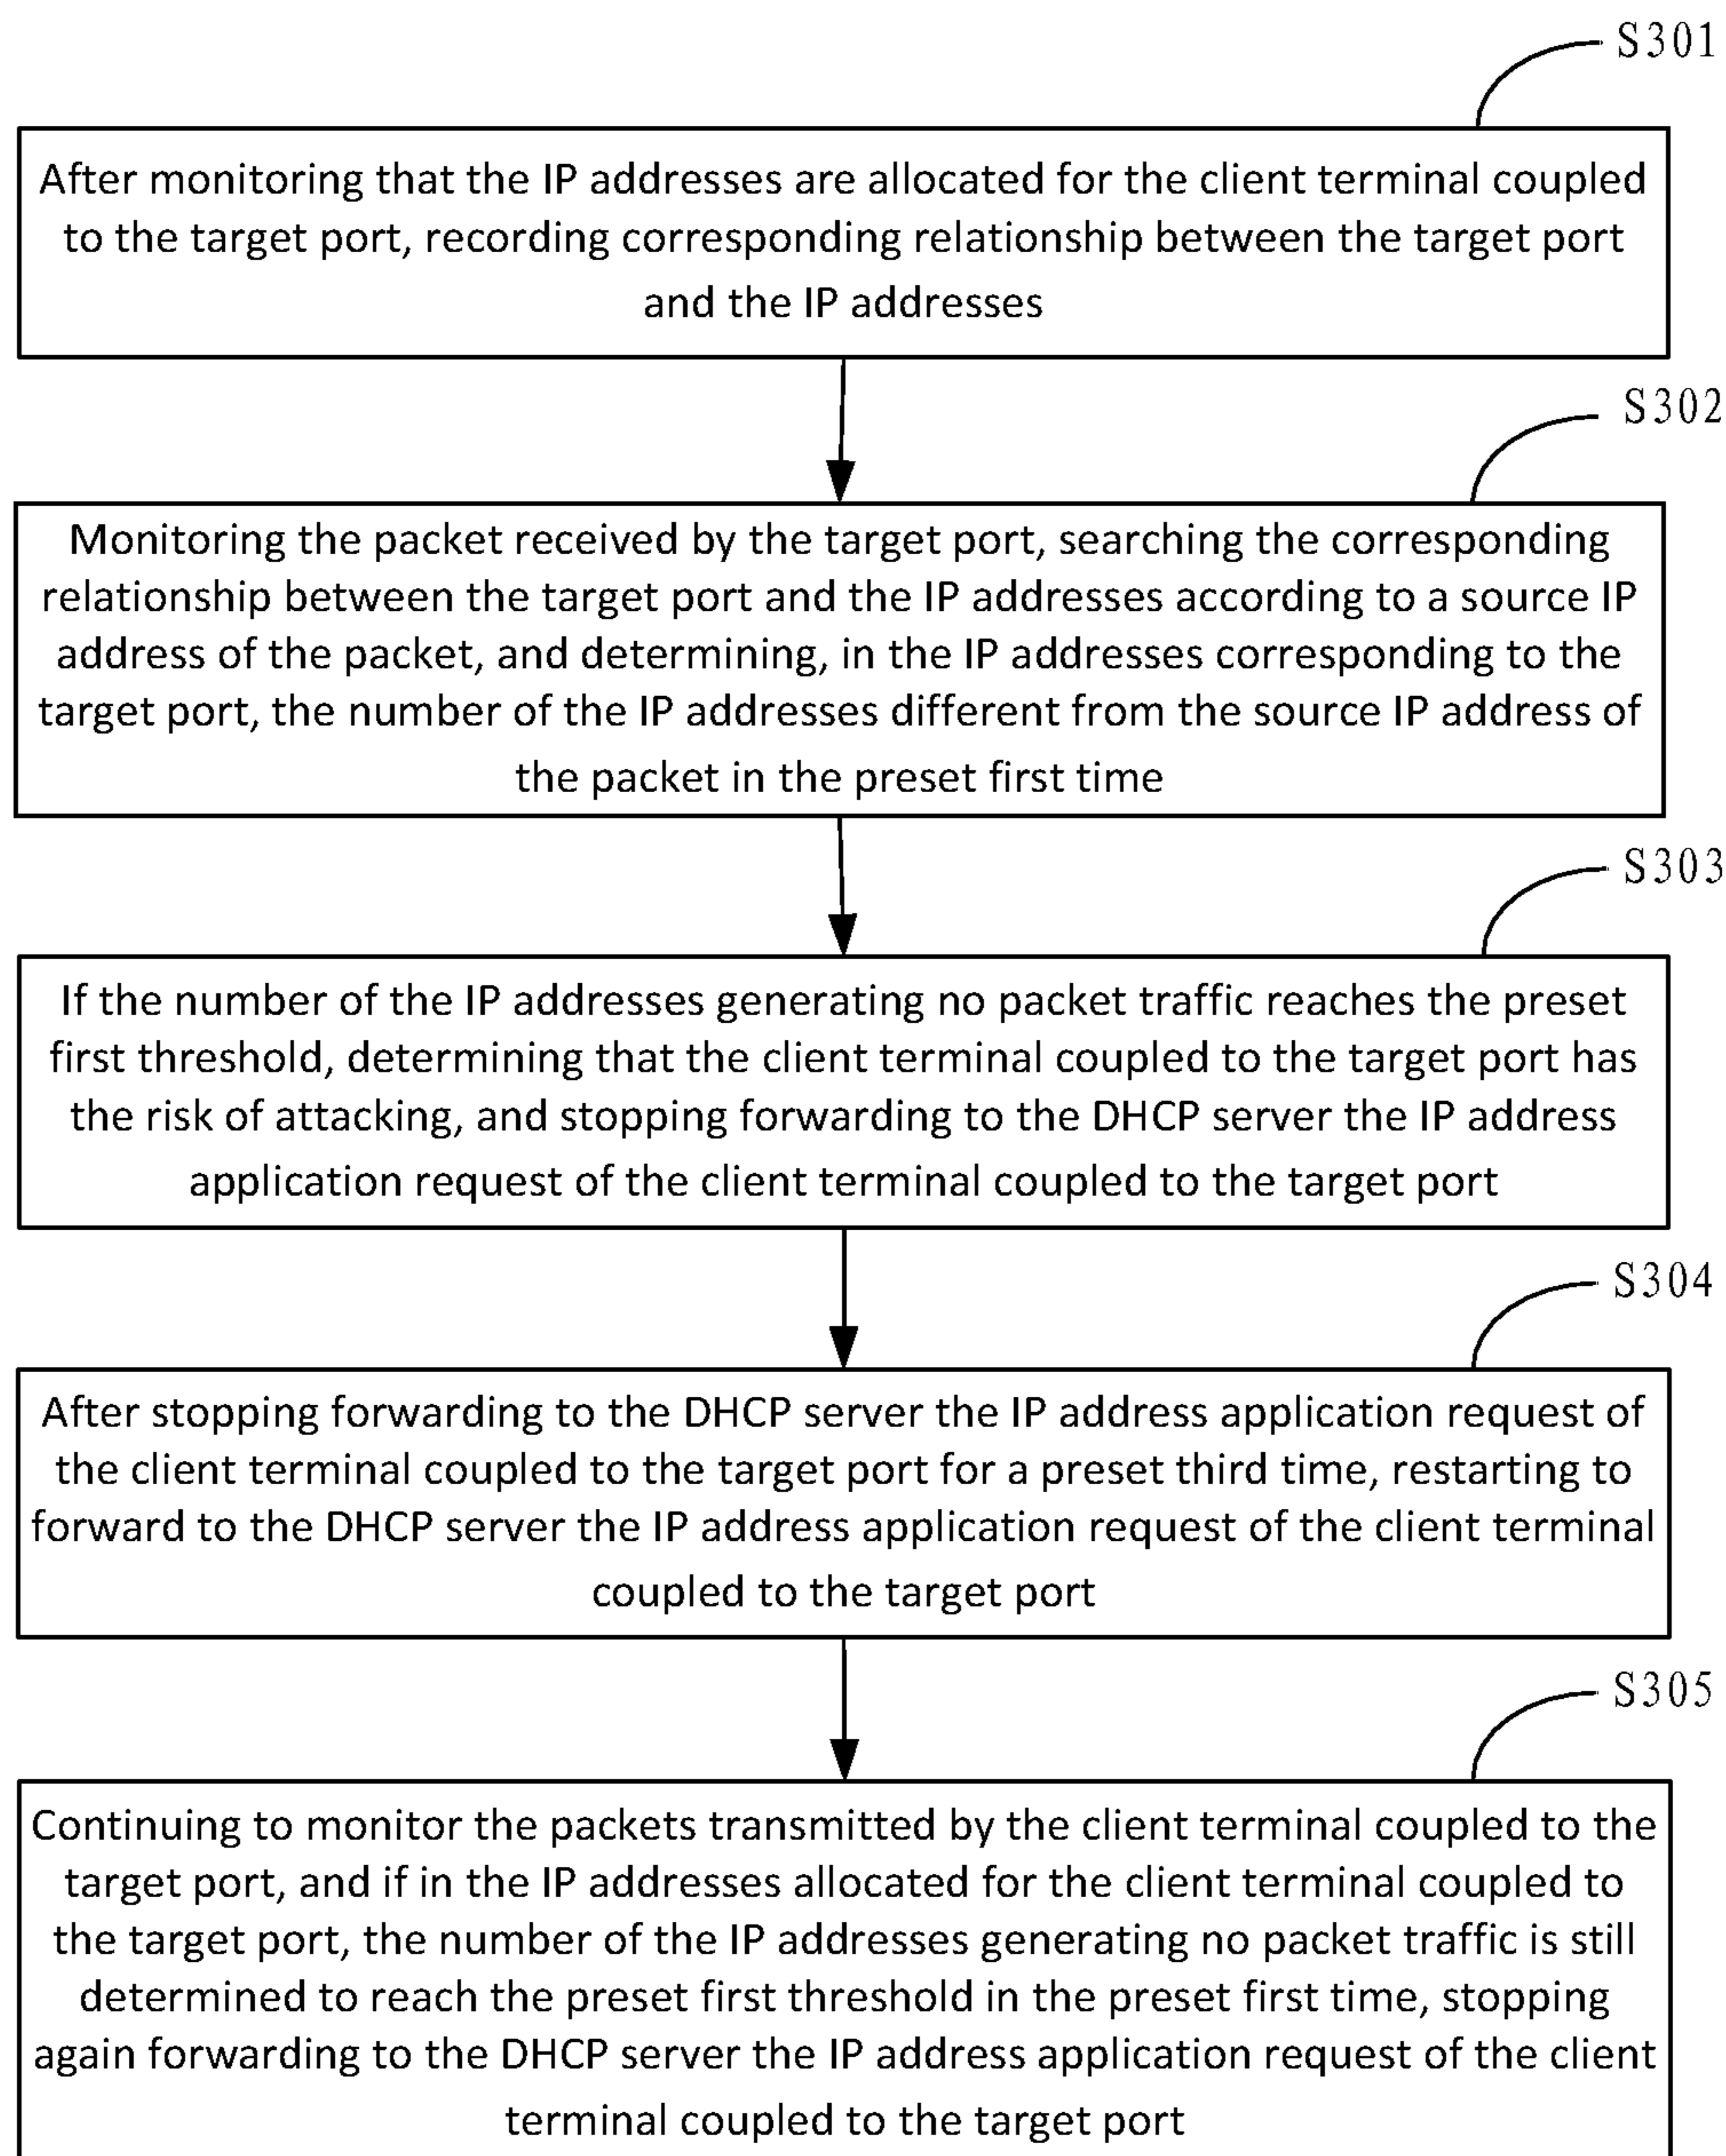 S301
After monitoring that the IP addresses are allocated for the client terminal coupled
to the target port, recording corresponding relationship between the target port
and the IP addresses
S302
Monitoring the packet received by the target port, searching the corresponding
relationship between the target port and the IP addresses according to a source IP
address of the packet, and determining, in the IP addresses corresponding to the
target port, the number of the IP addresses different from the source IP address of
the packet in the preset first time
S303
If the number of the IP addresses generating no packet traffic reaches the preset
first threshold, determining that the client terminal coupled to the target port has
the risk of attacking, and stopping forwarding to the DHCP server the IP address
application request of the client terminal coupled to the target port
S304
After stopping forwarding to the DHCP server the IP address application request of
the client terminal coupled to the target port for a preset third time, restarting to
forward to the DHCP server the IP address application request of the client terminal
coupled to the target port
S305
Continuing to monitor the packets transmitted by the client terminal coupled to the
target port, and if in the IP addresses allocated for the client terminal coupled to
the target port, the number of the IP addresses generating no packet traffic is still
determined to reach the preset first threshold in the preset first time, stopping
again forwarding to the DHCP server the IP address application request of the client
terminal coupled to the target port